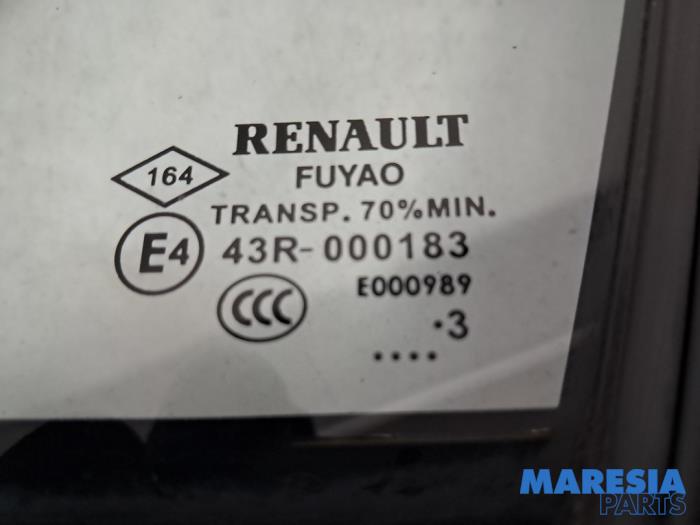 RENAULT
164
FUYAO
TRANSP. 70%MIN.
E4 43R-000183
CCC E000989
·3
....
MARESIA
PARTS